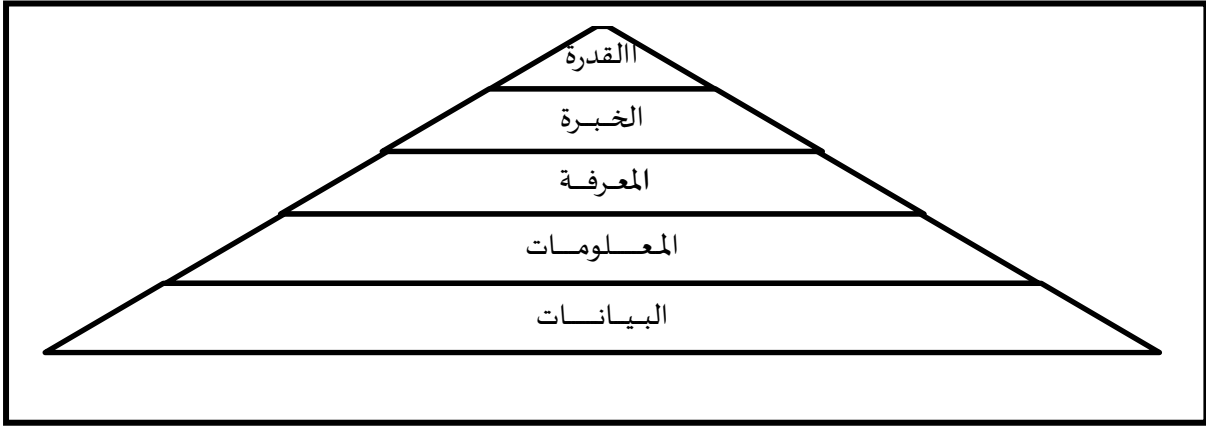 االقدرة
الخبرة
المعرفة
المعلومات
البيانات